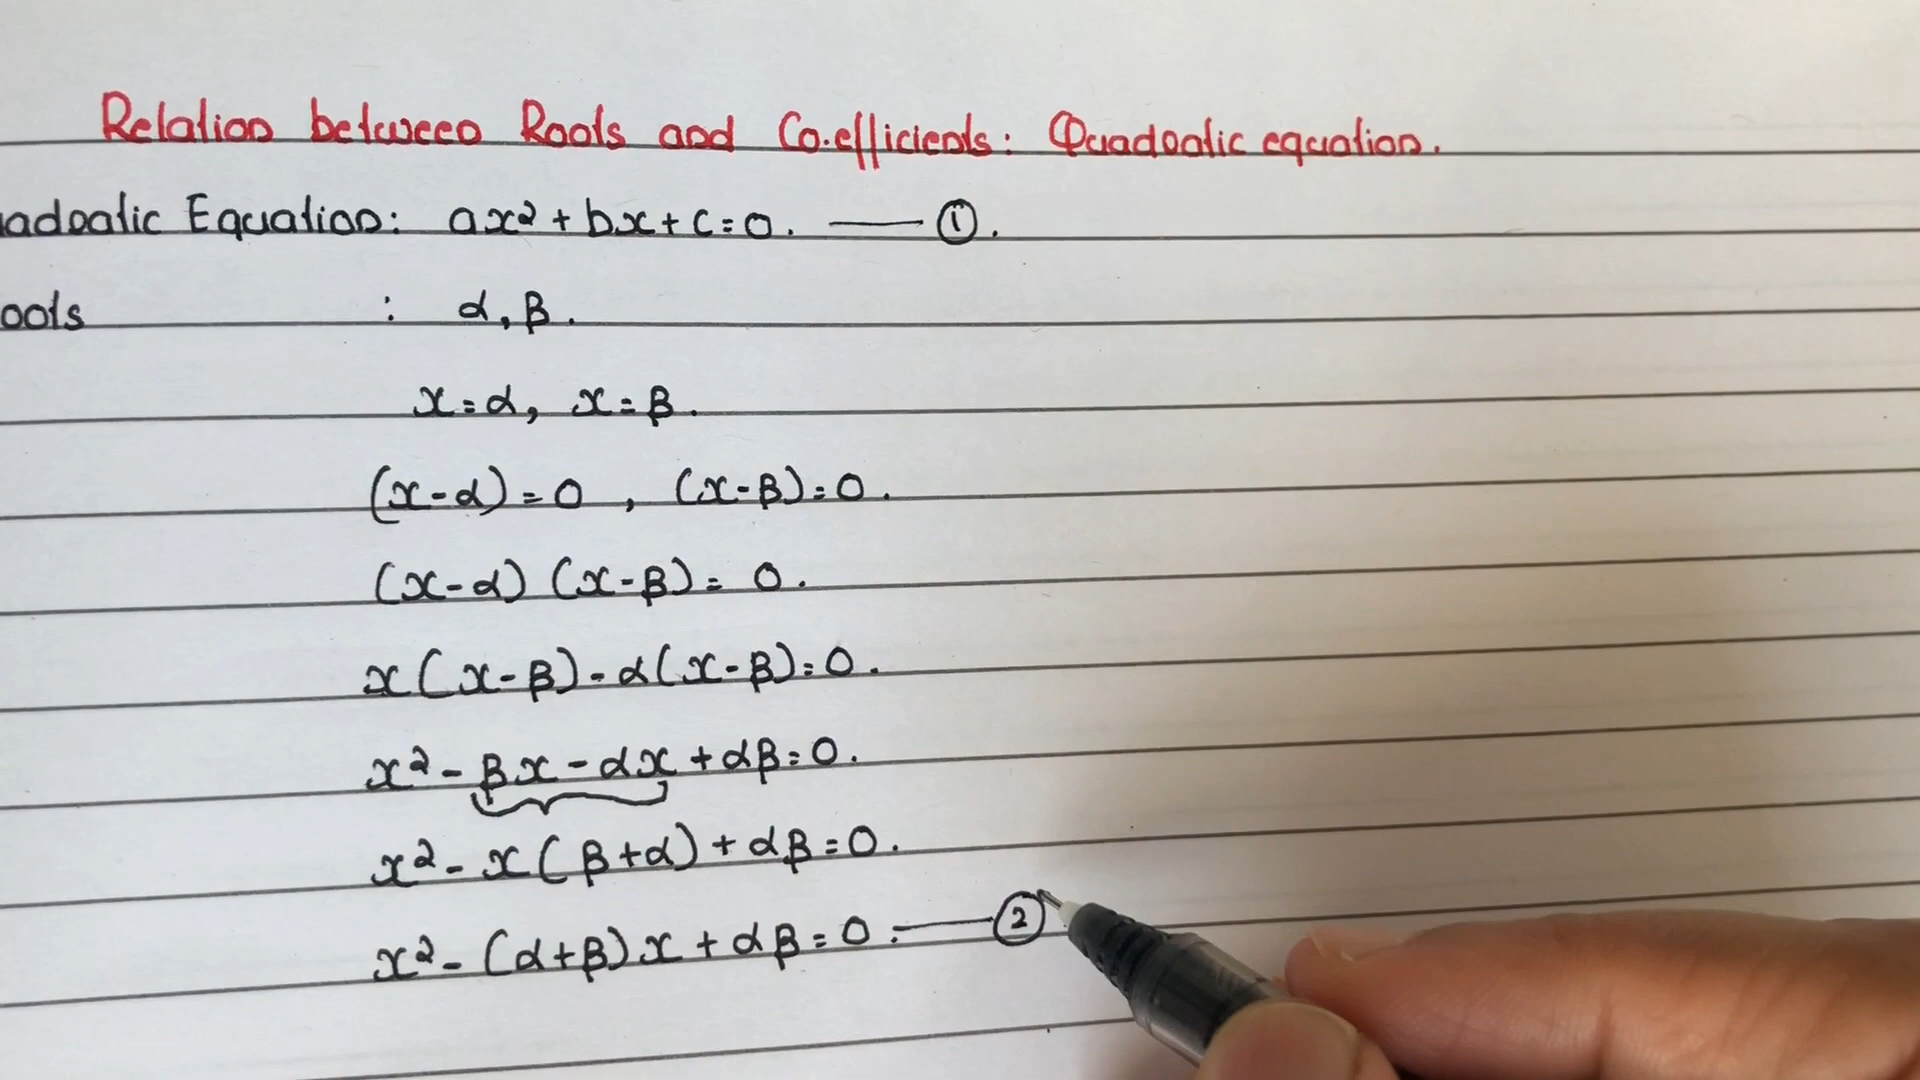 Relation between Roots and Co.efficients: Quadratic equation.
uadratic Equation: ax² + bx + c = 0. —— ①.
oots : α, β.
x = α, x = β.
(x - α) = 0 , (x - β) = 0.
(x - α) (x - β) = 0.
x (x - β) - α (x - β) = 0.
x² - βx - αx + αβ = 0.
x² - x (β + α) + αβ = 0.
x² - (α + β) x + αβ = 0. —— ②